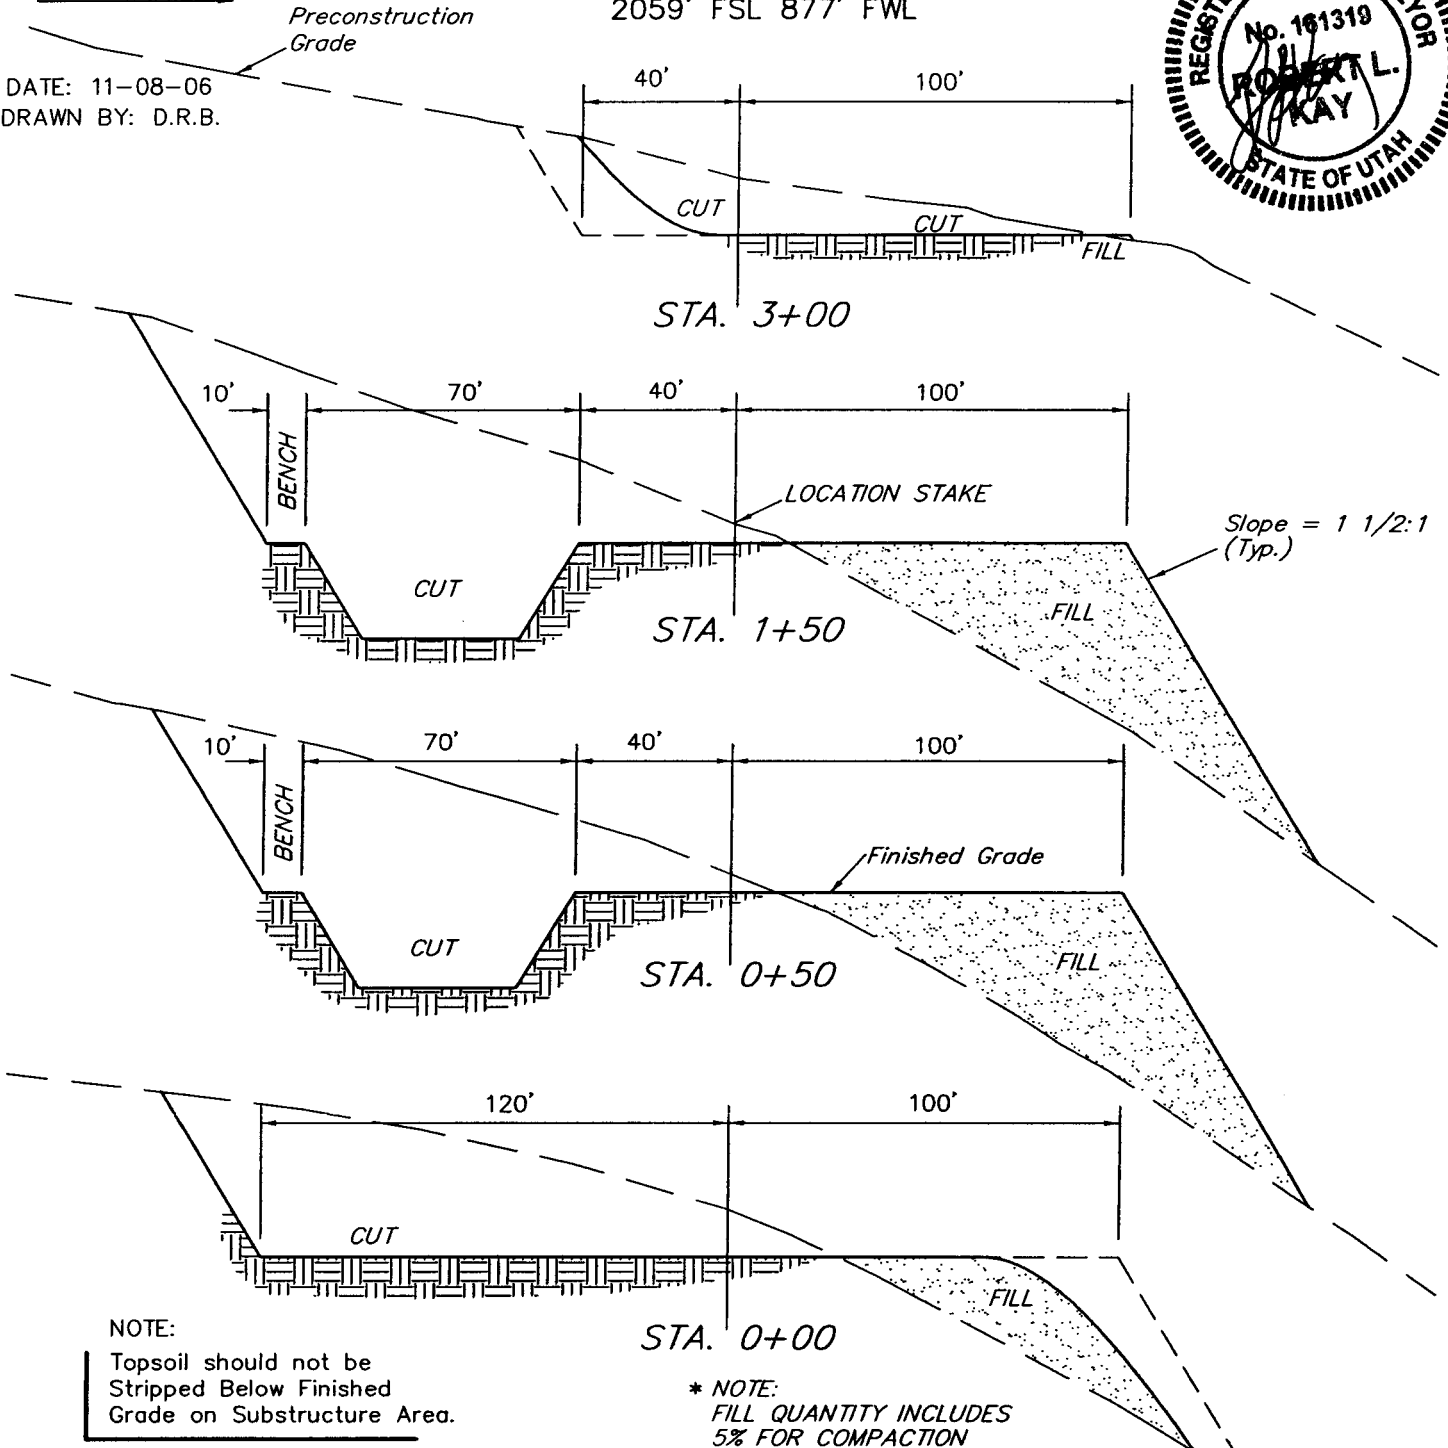 Preconstruction
Grade
2059' FSL 877' FWL
DATE: 11-08-06
DRAWN BY: D.R.B.
No. 161319
ROBERT L.
KAY
STATE OF UTAH
40' 100'
CUT CUT
FILL
STA. 3+00
10' 70' 40' 100'
BENCH
LOCATION STAKE
Slope = 1 1/2:1
(Typ.)
CUT
FILL
STA. 1+50
10' 70' 40' 100'
BENCH
Finished Grade
CUT
FILL
STA. 0+50
120' 100'
CUT
FILL
STA. 0+00
NOTE:
Topsoil should not be
Stripped Below Finished
Grade on Substructure Area.
* NOTE:
FILL QUANTITY INCLUDES
5% FOR COMPACTION